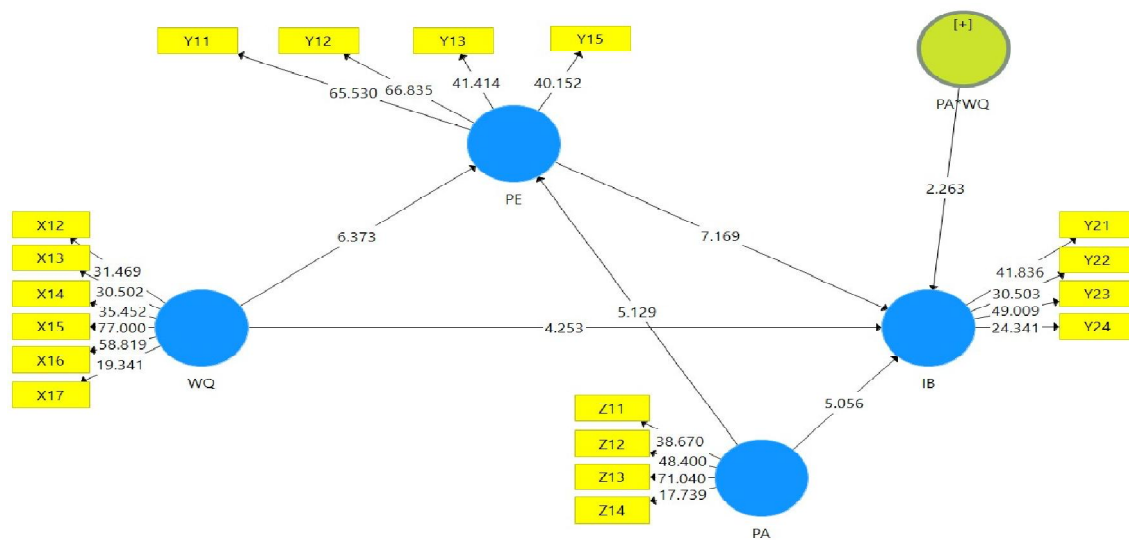 Y11
Y12
Y13
Y15
[+]
65.530
66.835
41.414
40.152
PA*WQ
PE
2.263
X12
X13
X14
X15
X16
X17
31.469
30.502
35.452
77.000
58.819
19.341
WQ
6.373
7.169
4.253
5.129
5.056
Y21
Y22
Y23
Y24
41.836
30.503
49.009
24.341
IB
Z11
Z12
Z13
Z14
38.670
48.400
71.040
17.739
PA